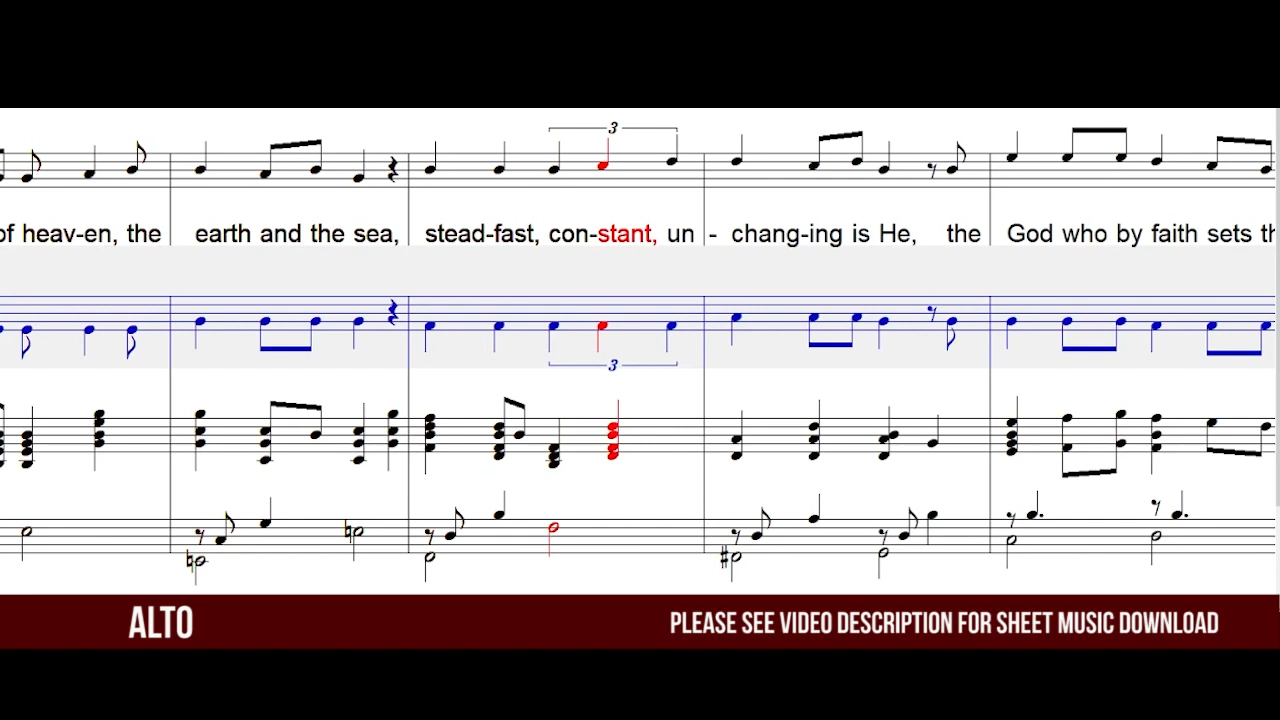 3
of heav-en, the earth and the sea, stead-fast, con-stant, un - chang-ing is He, the God who by faith sets
3
ALTO
PLEASE SEE VIDEO DESCRIPTION FOR SHEET MUSIC DOWNLOAD